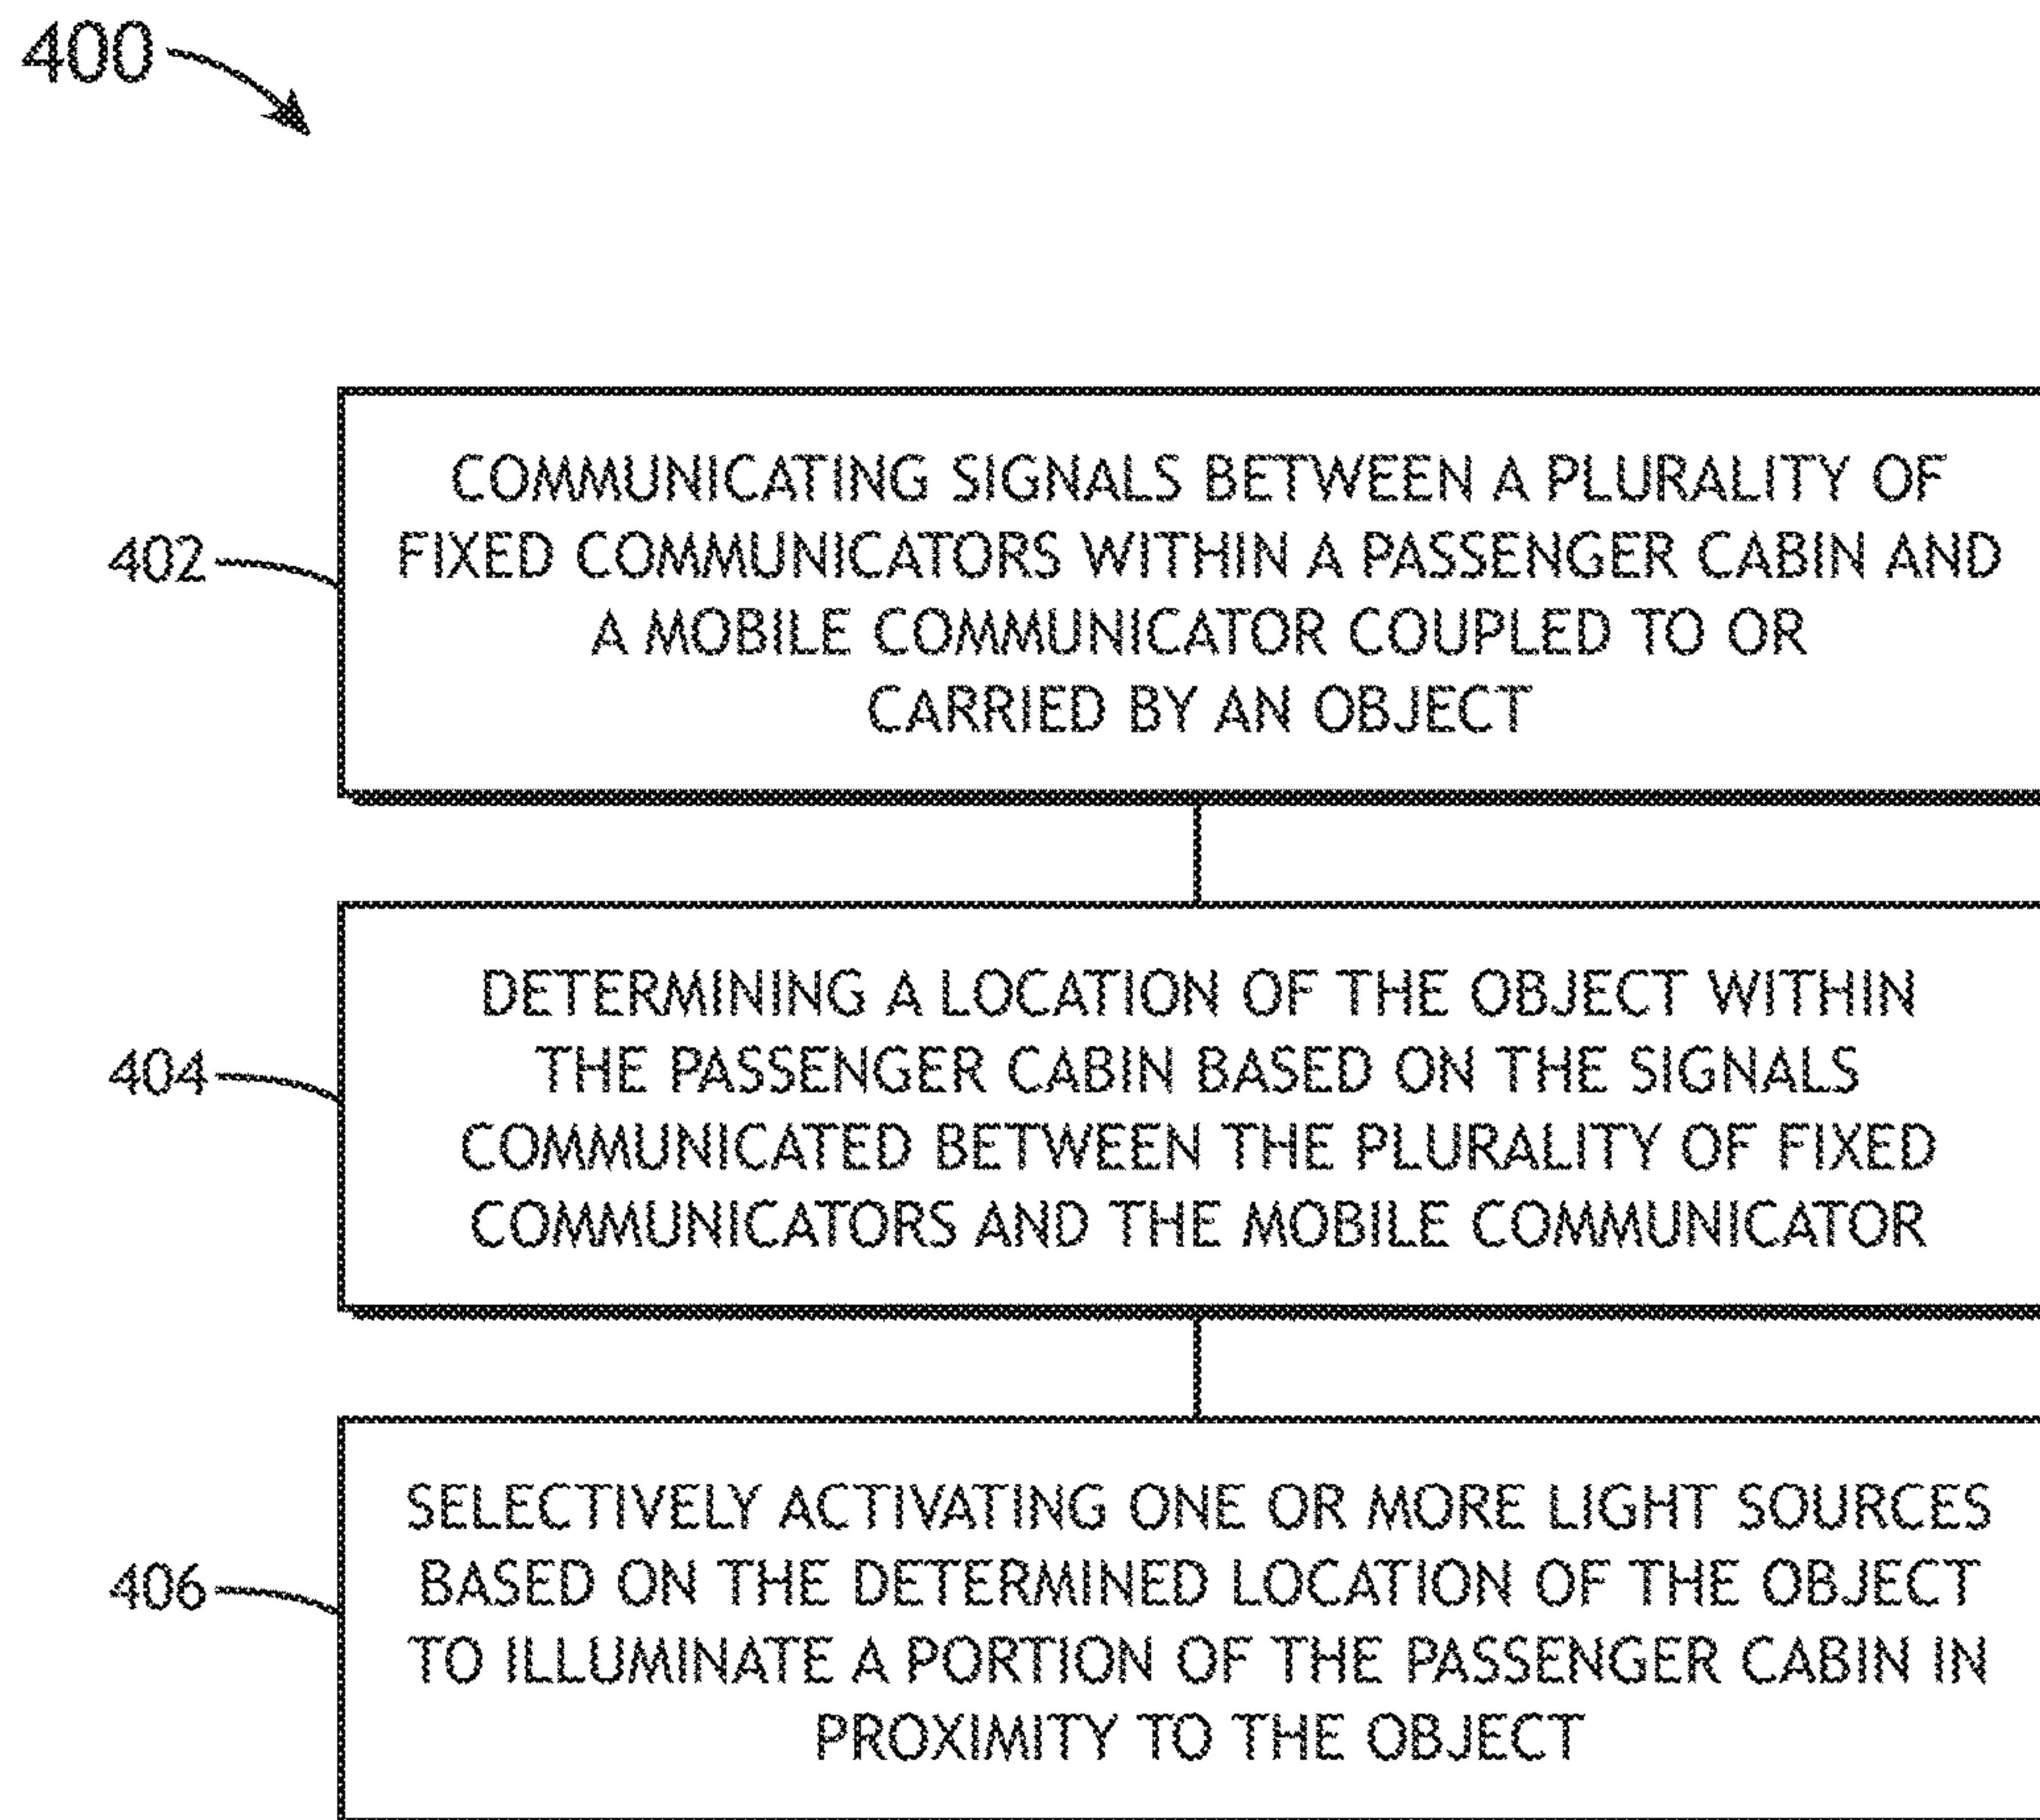 400
COMMUNICATING SIGNALS BETWEEN A PLURALITY OF
FIXED COMMUNICATORS WITHIN A PASSENGER CABIN AND
A MOBILE COMMUNICATOR COUPLED TO OR
CARRIED BY AN OBJECT
402
DETERMINING A LOCATION OF THE OBJECT WITHIN
THE PASSENGER CABIN BASED ON THE SIGNALS
COMMUNICATED BETWEEN THE PLURALITY OF FIXED
COMMUNICATORS AND THE MOBILE COMMUNICATOR
404
SELECTIVELY ACTIVATING ONE OR MORE LIGHT SOURCES
BASED ON THE DETERMINED LOCATION OF THE OBJECT
TO ILLUMINATE A PORTION OF THE PASSENGER CABIN IN
PROXIMITY TO THE OBJECT
406